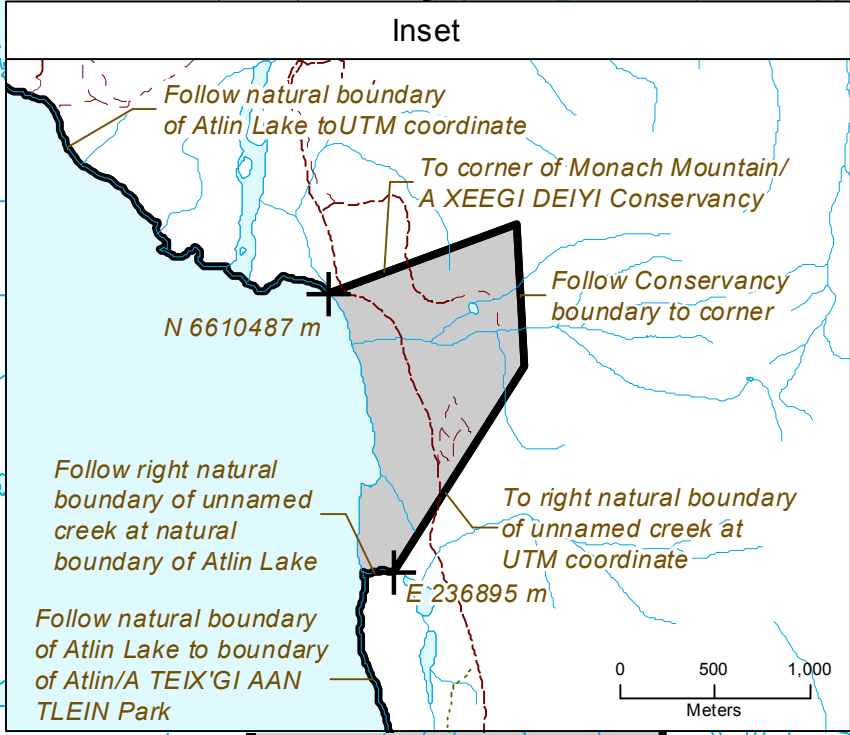 Inset
Follow natural boundary
of Atlin Lake toUTM coordinate
To corner of Monach Mountain/
A XEEGI DEIYI Conservancy
Follow Conservancy
boundary to corner
N 6610487 m
Follow right natural
boundary of unnamed
creek at natural
boundary of Atlin Lake
To right natural boundary
of unnamed creek at
UTM coordinate
E 236895 m
Follow natural boundary
of Atlin Lake to boundary
of Atlin/A TEIX'GI AAN
TLEIN Park
0 500 1,000
Meters